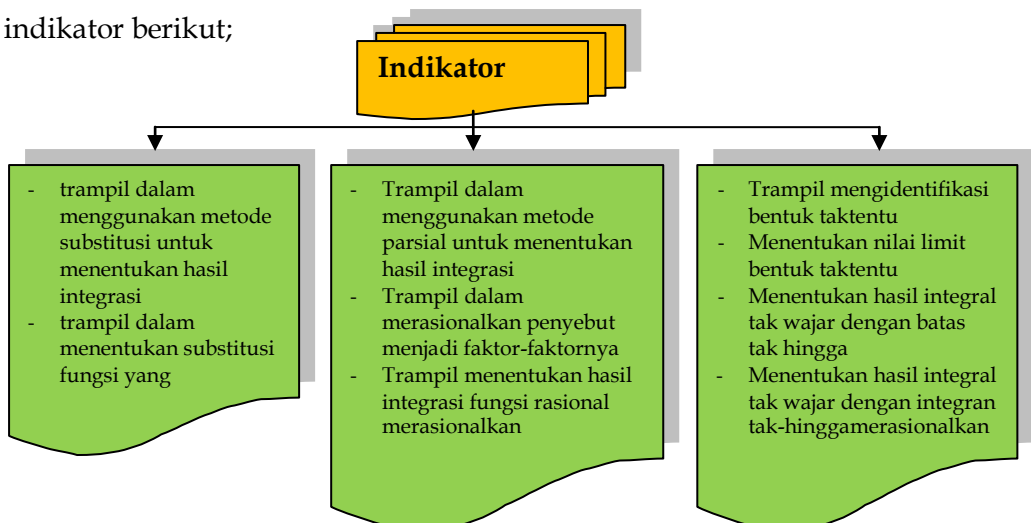 indikator berikut;
Indikator
- trampil dalam
menggunakan metode
substitusi untuk
menentukan hasil
integrasi
- trampil dalam
menentukan substitusi
fungsi yang
- Trampil dalam
menggunakan metode
parsial untuk menentukan
hasil integrasi
- Trampil dalam
merasionalkan penyebut
menjadi faktor-faktornya
- Trampil menentukan hasil
integrasi fungsi rasional
merasionalkan
- Trampil mengidentifikasi
bentuk taktentu
- Menentukan nilai limit
bentuk taktentu
- Menentukan hasil integral
tak wajar dengan batas
tak hingga
- Menentukan hasil integral
tak wajar dengan integran
tak-hinggamerasionalkan